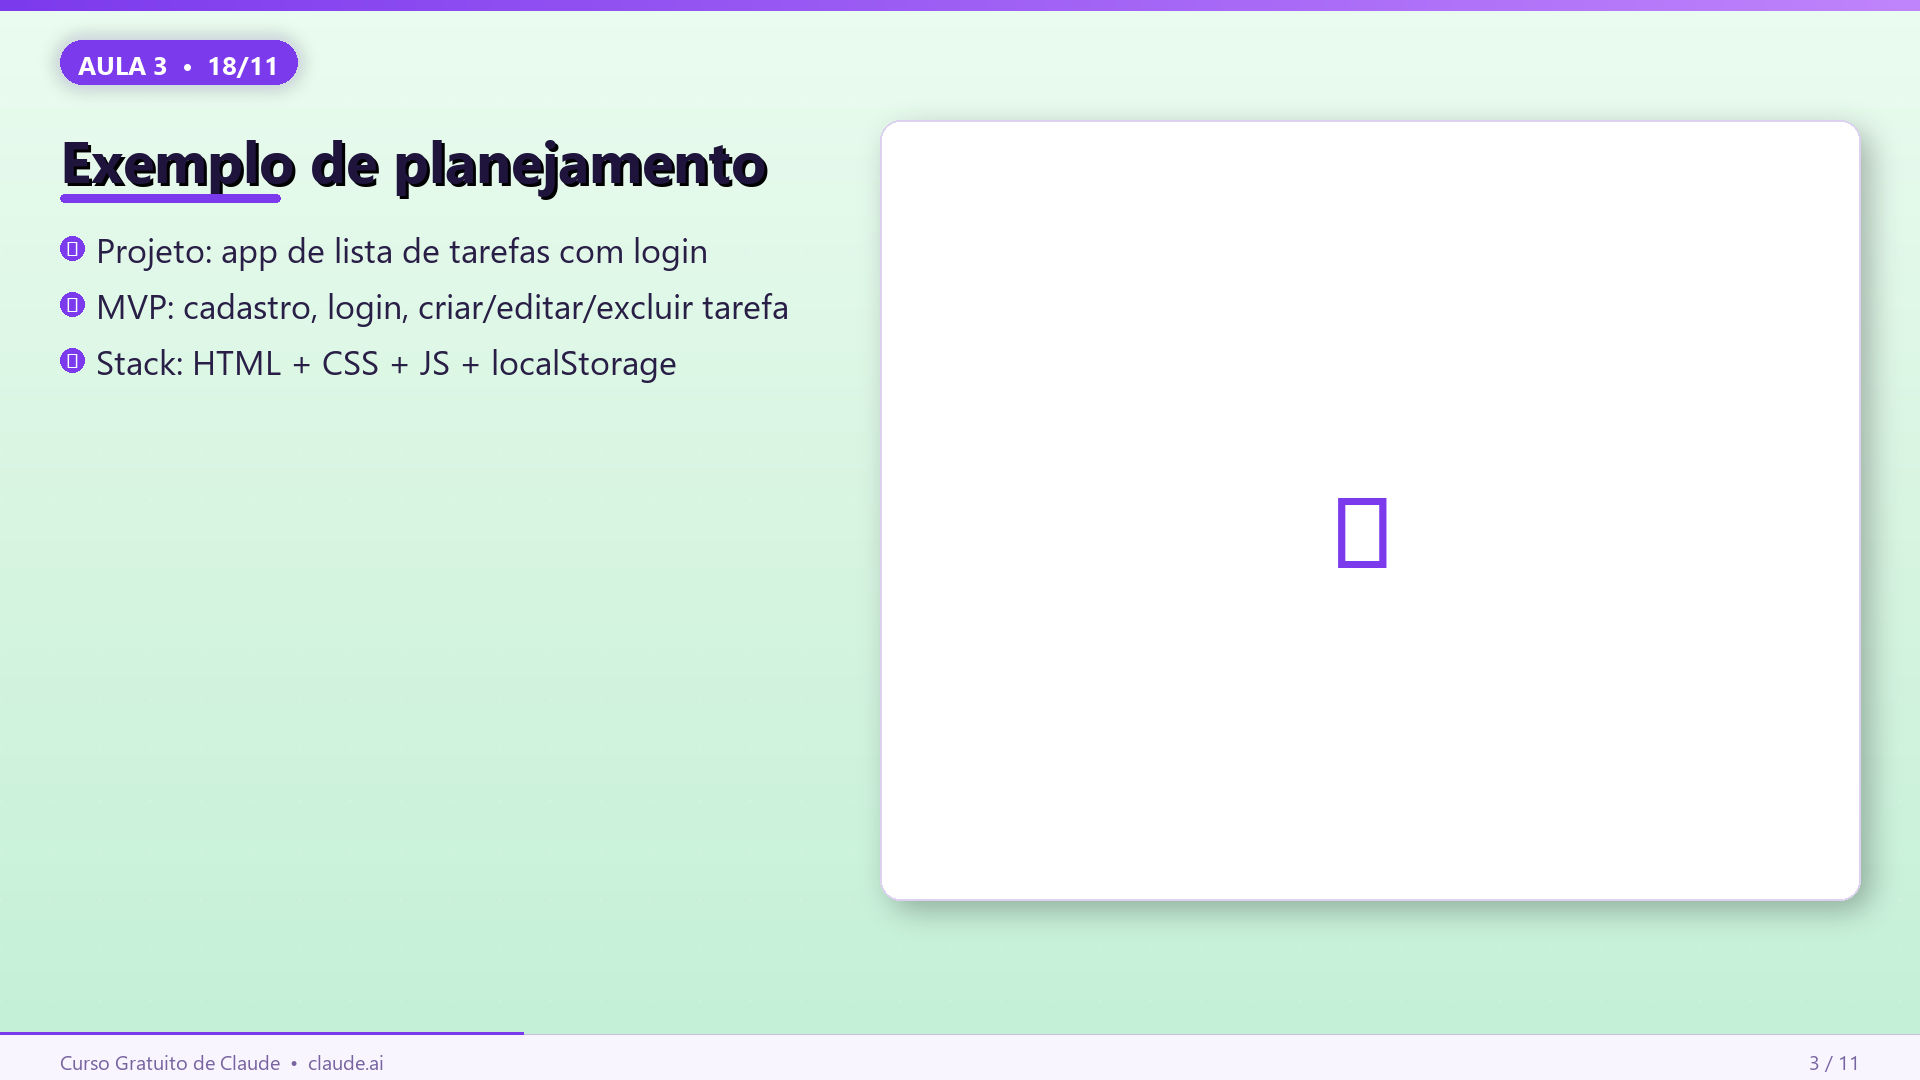 AULA 3 • 18/11
Exemplo de planejamento
Projeto: app de lista de tarefas com login
MVP: cadastro, login, criar/editar/excluir tarefa
Stack: HTML + CSS + JS + localStorage
Curso Gratuito de Claude • claude.ai
3 / 11